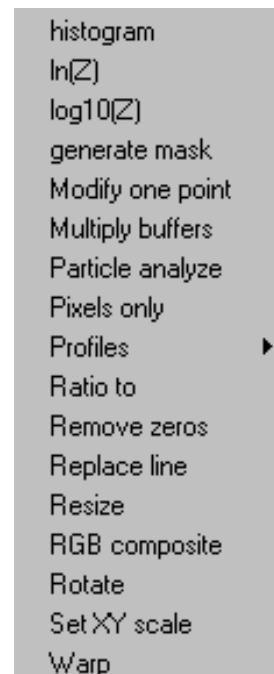 histogram
ln(Z)
log10(Z)
generate mask
Modify one point
Multiply buffers
Particle analyze
Pixels only
Profiles
Ratio to
Remove zeros
Replace line
Resize
RGB composite
Rotate
Set XY scale
Warp